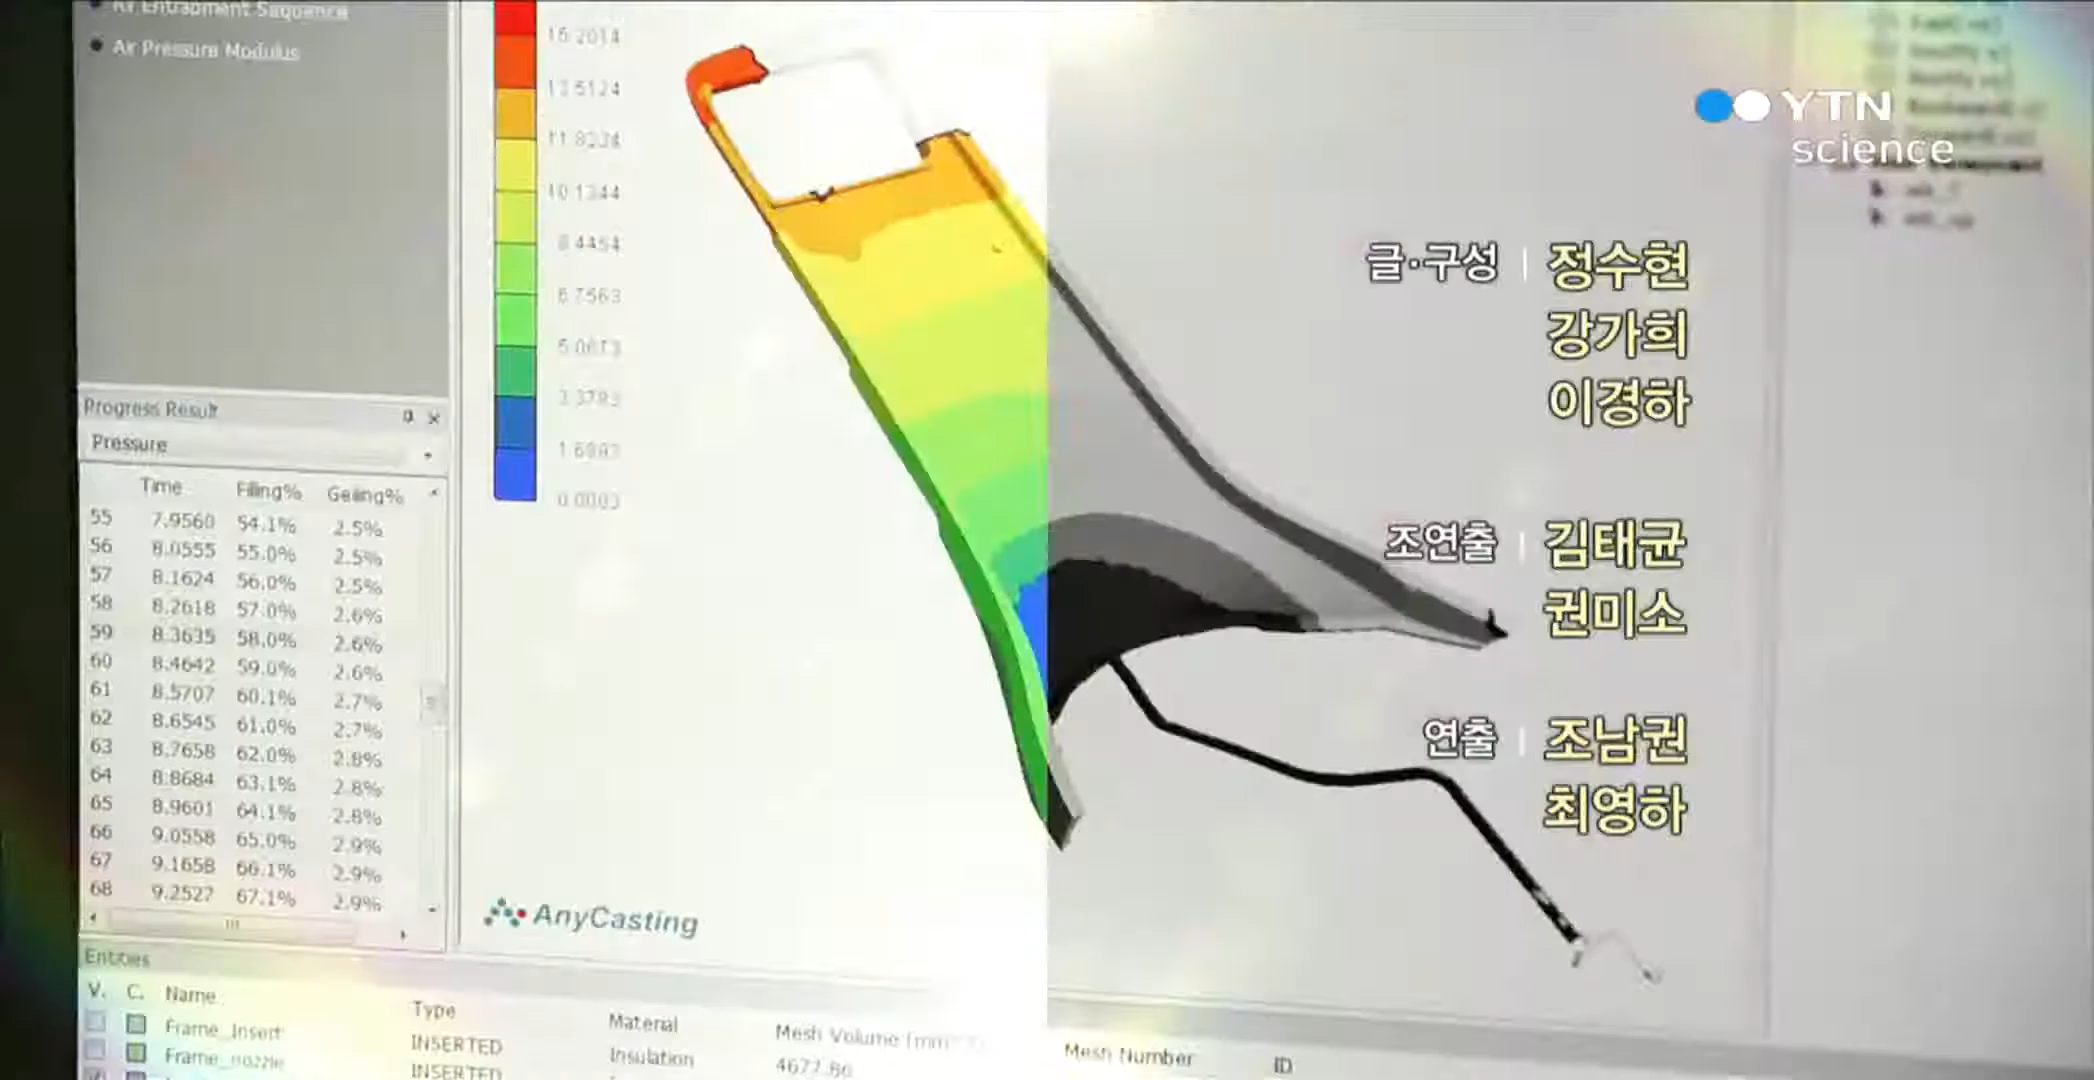 Air Entrapment Sequence
Air Pressure Modulus
15.2014
13.5124
11.8234
10.1344
8.4454
6.7563
5.0673
3.3783
1.6893
0.0003
YTN
science
글·구성 | 정수현
강가희
이경하
조연출 | 김태균
권미소
연출 | 조남권
최영하
Progress Result
Pressure
Time Filling% Gelling%
55 7.9560 54.1% 2.5%
56 8.0555 55.0% 2.5%
57 8.1624 56.0% 2.5%
58 8.2618 57.0% 2.6%
59 8.3635 58.0% 2.6%
60 8.4642 59.0% 2.6%
61 8.5707 60.1% 2.7%
62 8.6545 61.0% 2.7%
63 8.7658 62.0% 2.8%
64 8.8684 63.1% 2.8%
65 8.9601 64.1% 2.8%
66 9.0558 65.0% 2.9%
67 9.1658 66.1% 2.9%
68 9.2527 67.1% 2.9%
AnyCasting
Entities
V. C. Name Type Material Mesh Volume Mesh Number ID
Frame_Insert INSERTED Insulation 4677.86
Frame_nozzle INSERTED